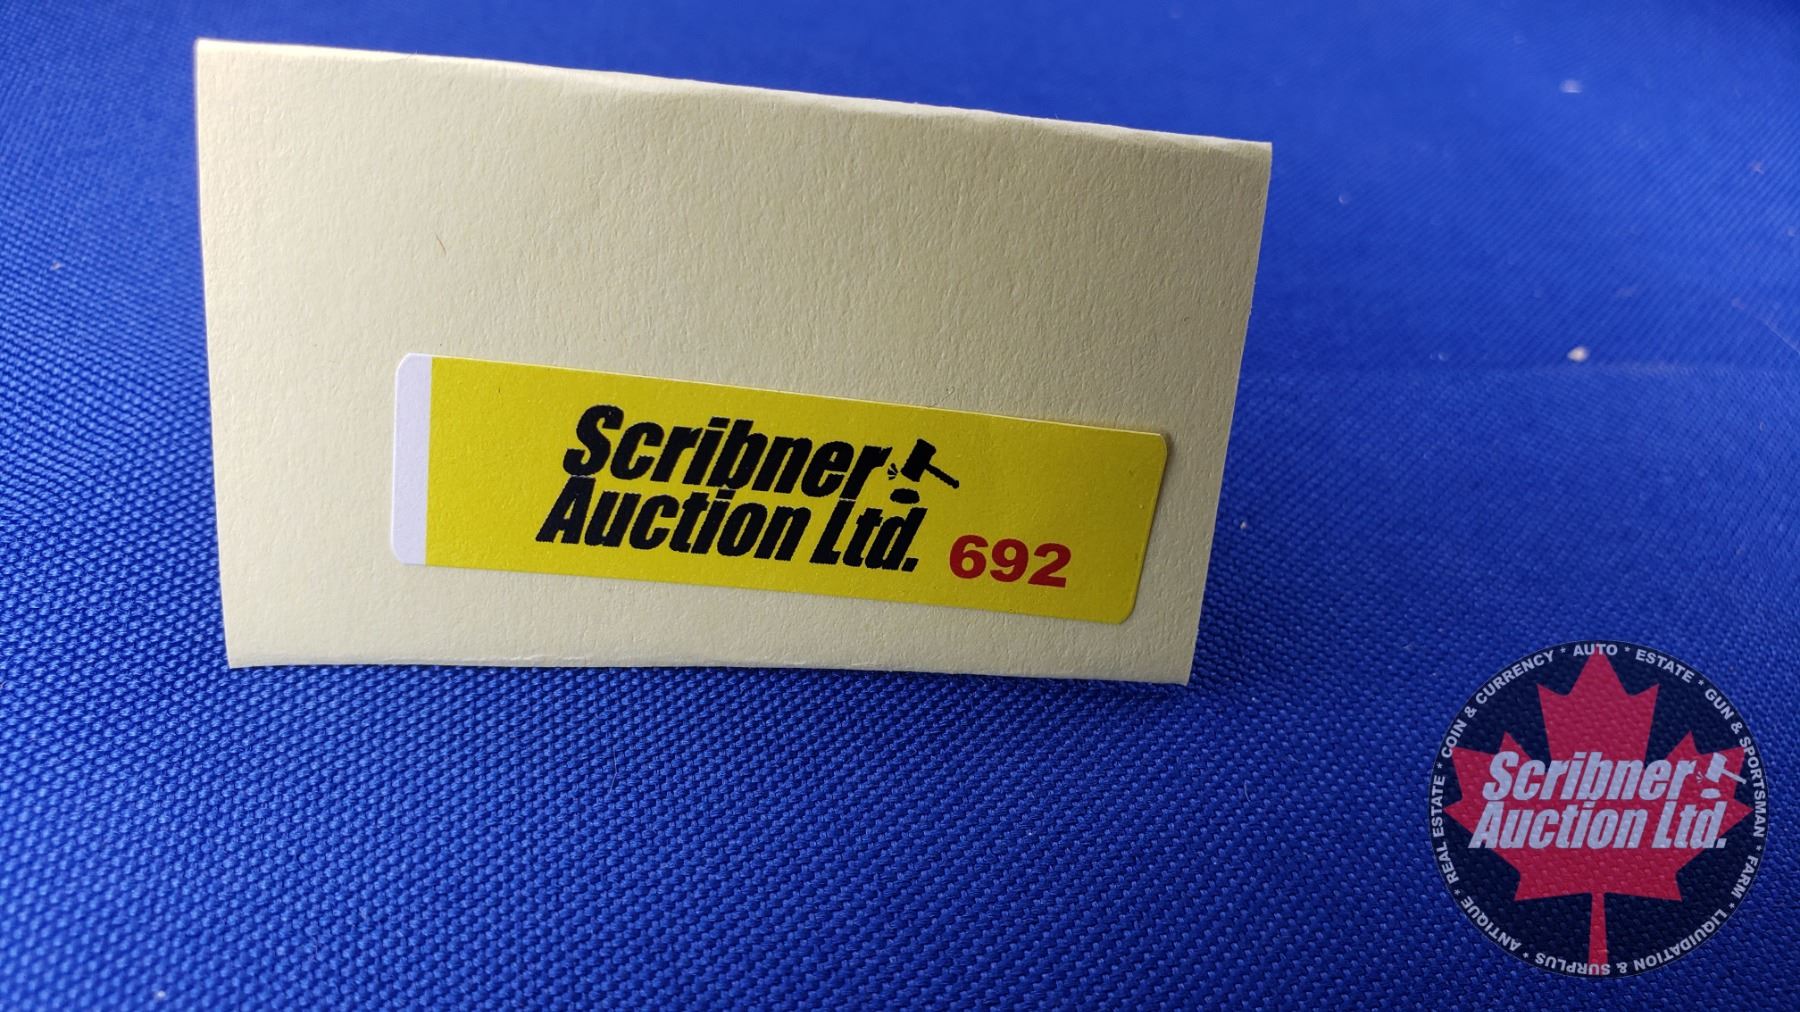 Scribner
Auction Ltd. 692
COIN & CURRENCY * AUTO * ESTATE * GUN & SPORTSMAN * FARM * LIQUIDATION & SURPLUS * ANTIQUE * REAL ESTATE *
Scribner
Auction Ltd.